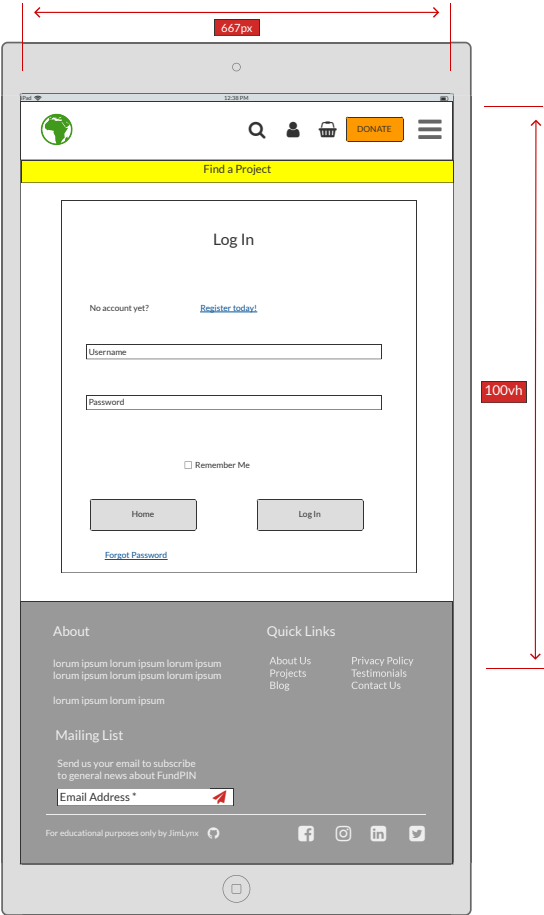 667px
iPad
12:38 PM
DONATE
Find a Project
Log In
No account yet? Register today!
Username
Password
Remember Me
Home
Log In
Forgot Password
100vh
About
lorum ipsum lorum ipsum lorum ipsum
lorum ipsum lorum ipsum lorum ipsum
lorum ipsum lorum ipsum
Quick Links
About Us
Projects
Blog
Privacy Policy
Testimonials
Contact Us
Mailing List
Send us your email to subscribe
to general news about FundPIN
Email Address *
For educational purposes only by JimLynx